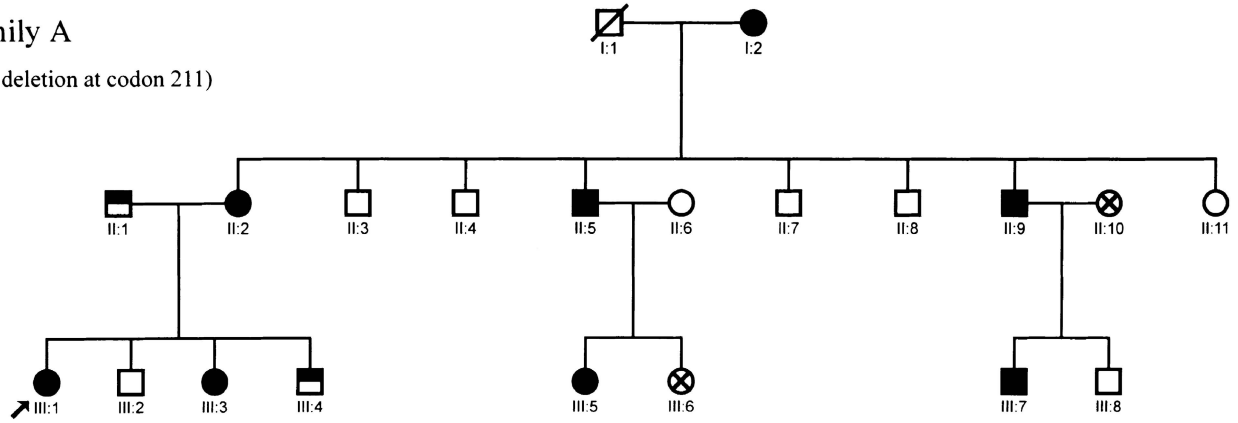 ily A
deletion at codon 211)
I:1 I:2
II:1 II:2 II:3 II:4 II:5 II:6 II:7 II:8 II:9 II:10 II:11
III:1 III:2 III:3 III:4 III:5 III:6 III:7 III:8